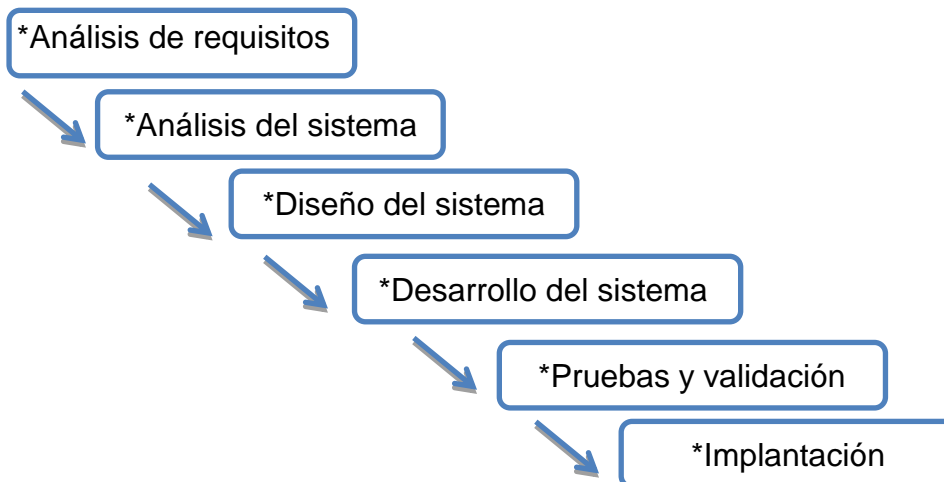 *Análisis de requisitos
*Análisis del sistema
*Diseño del sistema
*Desarrollo del sistema
*Pruebas y validación
*Implantación